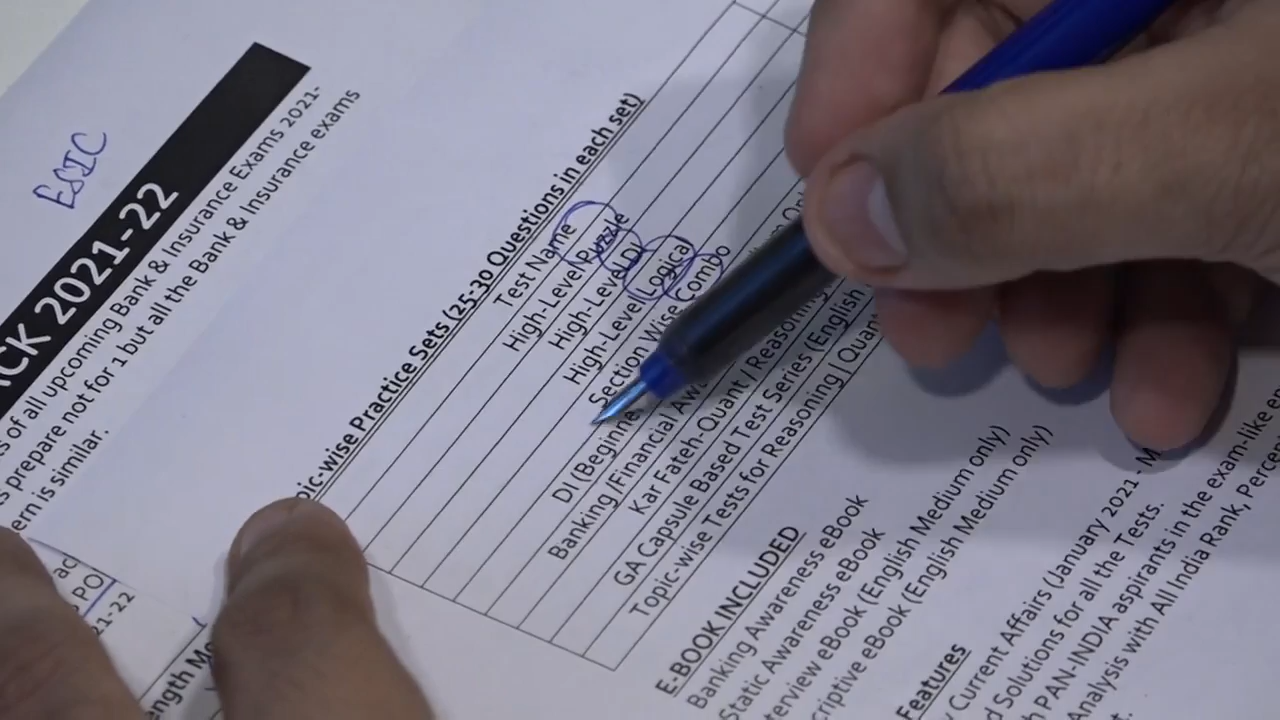 ESIC
CK 2021-22
of all upcoming Bank & Insurance Exams 2021-
prepare not for 1 but all the Bank & Insurance exams
ern is similar.
PO
21-22
pic-wise Practice Sets (25-30 Questions in each set)
Test Name
High-Level Puzzle
High-Level DI
High-Level Logical
Section Wise Combo
DI (Beginne
Banking /Financial Aw
Kar Fateh-Quant / Reasoning
GA Capsule Based Test Series (English
Topic-wise Tests for Reasoning | Quan
E-BOOK INCLUDED
Banking Awareness eBook
Static Awareness eBook
terview eBook (English Medium only)
criptive eBook (English Medium only)
Features
Current Affairs (January 2021 - M
d Solutions for all the Tests.
h PAN-INDIA aspirants in the exam-like en
Analysis with All India Rank, Percen